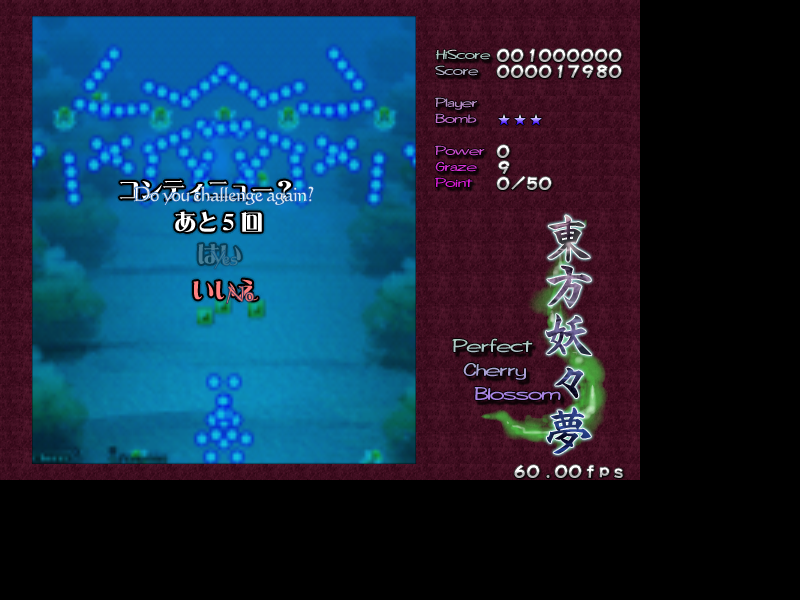 HiScore 001000000
Score 000017980
Player
Bomb ★★★
Power 0
Graze 9
Point 0/50
コンティニュー?
Do you challenge again?
あと5回
はい
Yes
いいえ
No
東方妖々夢
Perfect
Cherry
Blossom
60.00fps